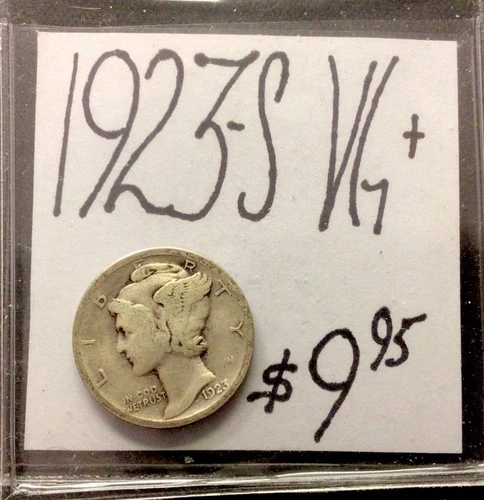 1923-S VG+
$9.95
LIBERTY
IN GOD
WE TRUST
1923